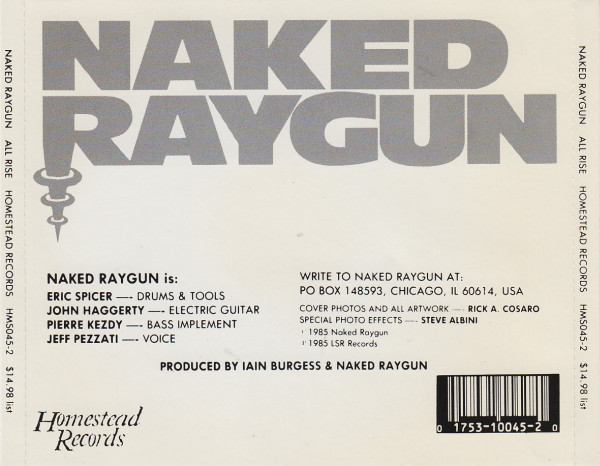 NAKED
RAYGUN
NAKED RAYGUN ALL RISE HOMESTEAD RECORDS HMS045-2 $14.98 list
NAKED RAYGUN is:
ERIC SPICER —- DRUMS & TOOLS
JOHN HAGGERTY —- ELECTRIC GUITAR
PIERRE KEZDY —- BASS IMPLEMENT
JEFF PEZZATI —- VOICE
WRITE TO NAKED RAYGUN AT:
PO BOX 148593, CHICAGO, IL 60614, USA
COVER PHOTOS AND ALL ARTWORK —- RICK A. COSARO
SPECIAL PHOTO EFFECTS —- STEVE ALBINI
1985 Naked Raygun
1985 LSR Records
PRODUCED BY IAIN BURGESS & NAKED RAYGUN
Homestead
Records
0 1753-10045-2 0
NAKED RAYGUN ALL RISE HOMESTEAD RECORDS HMS045-2 $14.98 list